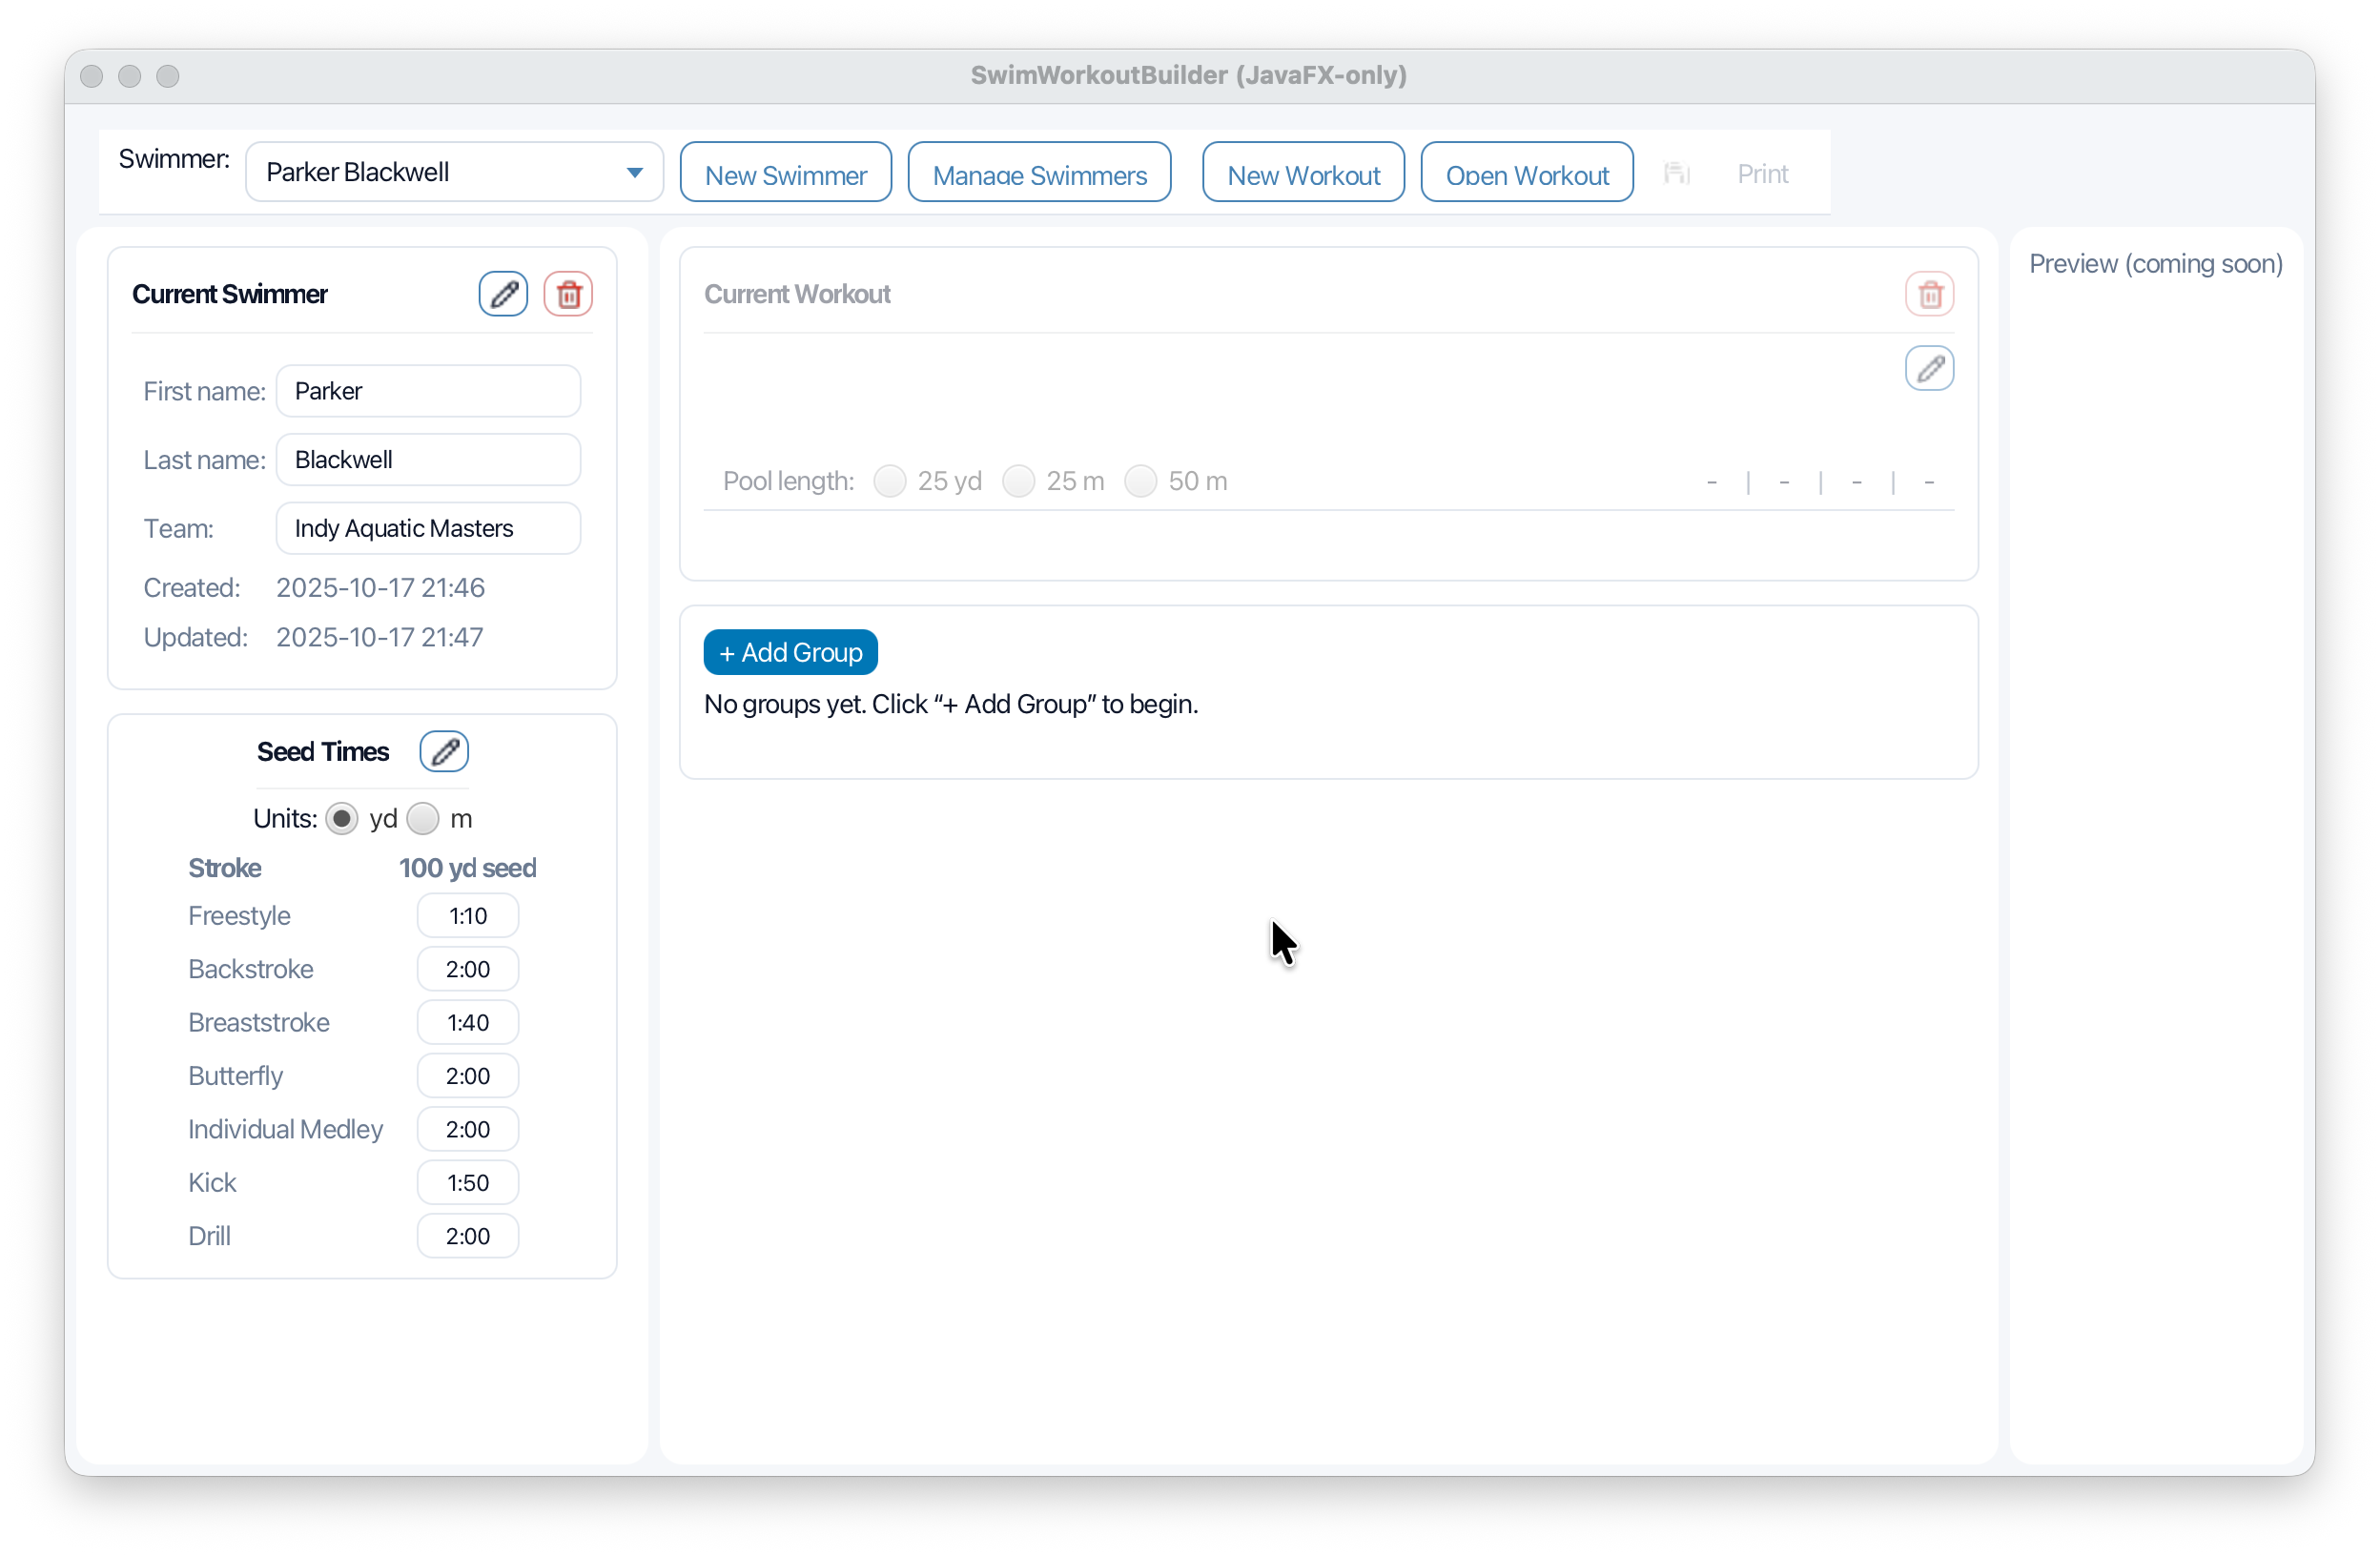 SwimWorkoutBuilder (JavaFX-only)
Swimmer: Parker Blackwell New Swimmer Manage Swimmers New Workout Open Workout Print
Current Swimmer
First name: Parker
Last name: Blackwell
Team: Indy Aquatic Masters
Created: 2025-10-17 21:46
Updated: 2025-10-17 21:47
Seed Times
Units: yd m
Stroke 100 yd seed
Freestyle 1:10
Backstroke 2:00
Breaststroke 1:40
Butterfly 2:00
Individual Medley 2:00
Kick 1:50
Drill 2:00
Current Workout
Pool length: 25 yd 25 m 50 m - | - | - | -
+ Add Group
No groups yet. Click “+ Add Group” to begin.
Preview (coming soon)